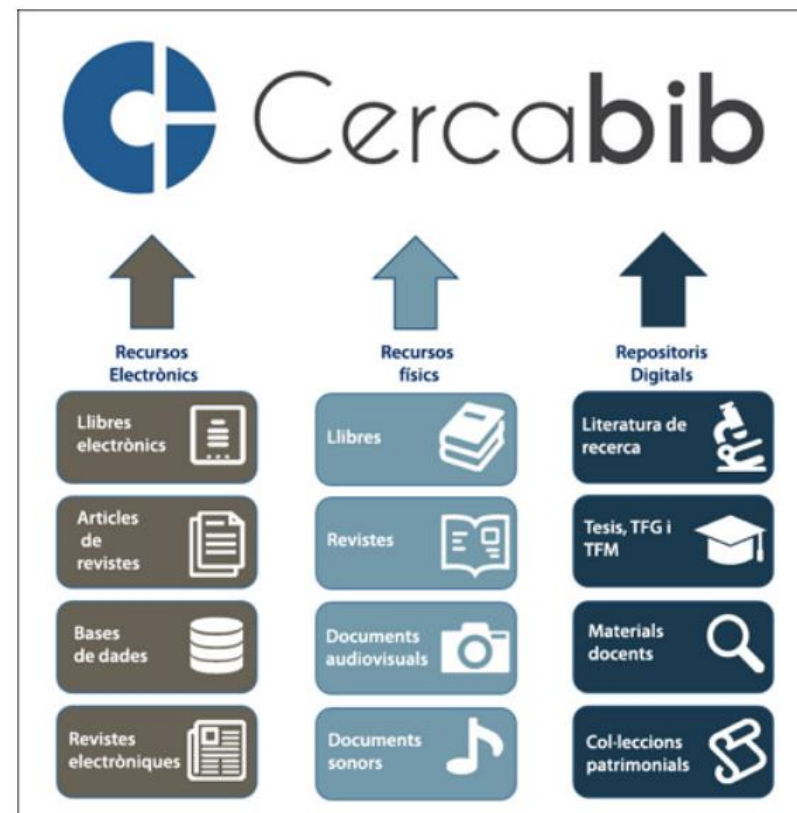 Cercabib
Recursos
Electrònics
Llibres
electrònics
Articles
de
revistes
Bases
de dades
Revistes
electròniques
Recursos
físics
Llibres
Revistes
Documents
audiovisuals
Documents
sonors
Repositoris
Digitals
Literatura de
recerca
Tesis, TFG i
TFM
Materials
docents
Col·leccions
patrimonials